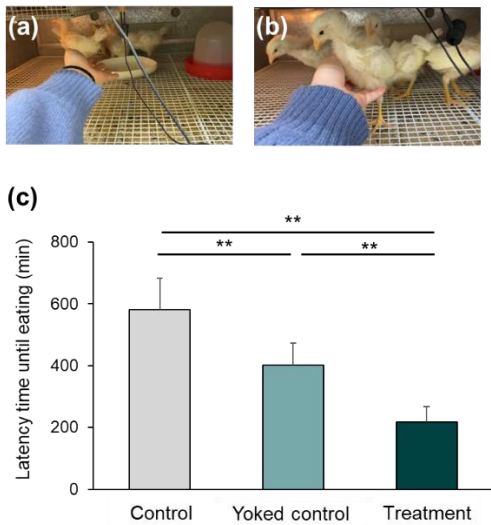 (a)
(b)
(c)
**
**
**
800
600
400
200
0
Latency time until eating (min)
Control
Yoked control
Treatment